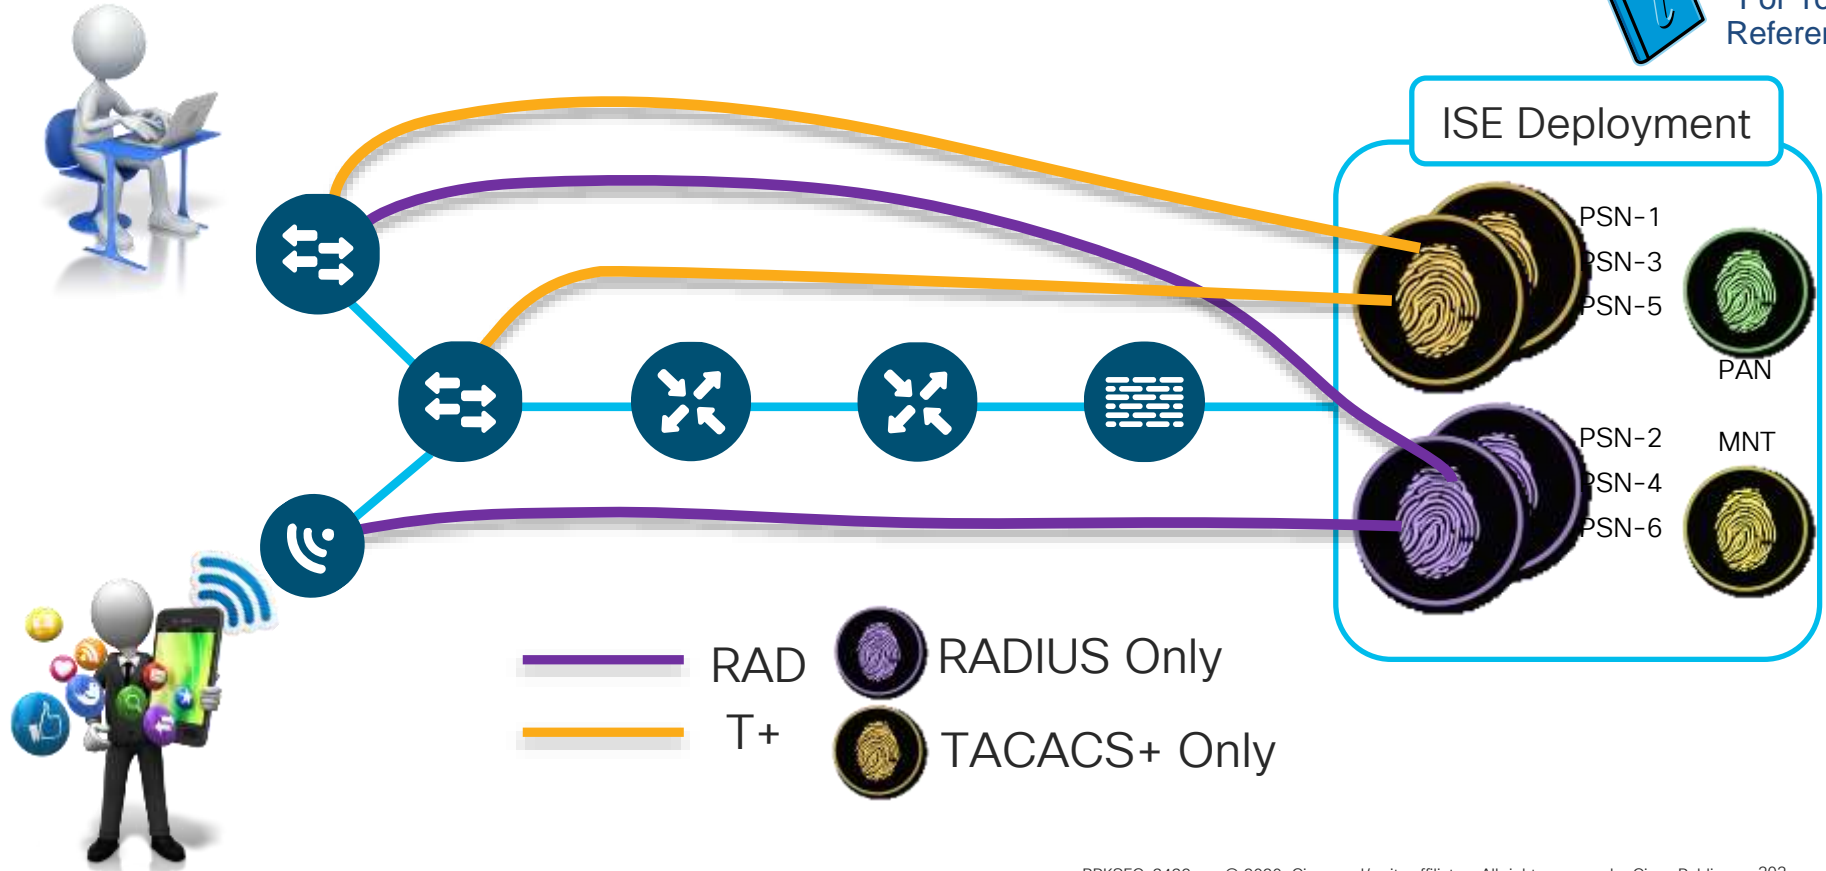 Reference
ISE Deployment
PSN-1
PSN-3
PSN-5
PAN
PSN-2
PSN-4
PSN-6
MNT
RAD
RADIUS Only
T+
TACACS+ Only